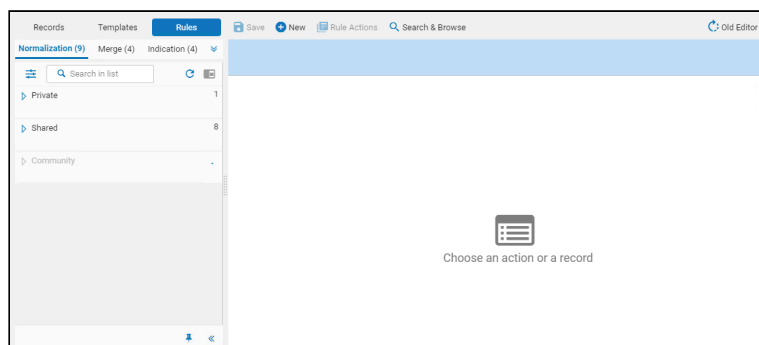 Records Templates Rules Save New Rule Actions Search & Browse Old Editor
Normalization (9) Merge (4) Indication (4)
Search in list
Private 1
Shared 8
Community -
Choose an action or a record